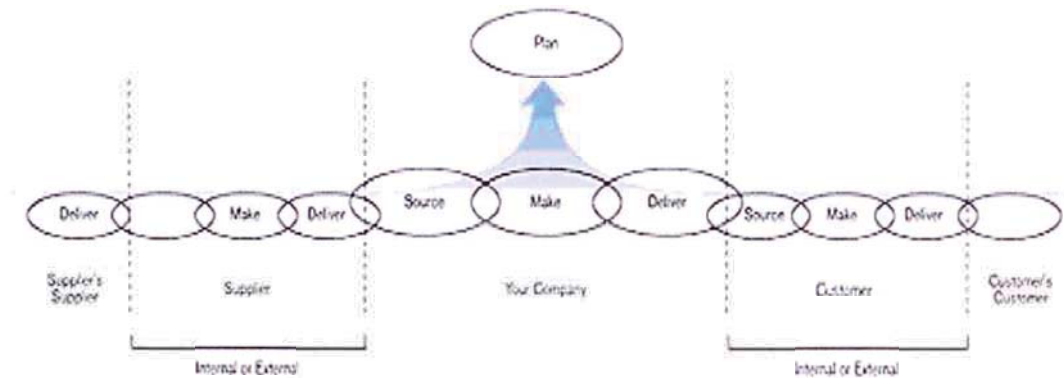 Plan
Deliver
Make
Deliver
Source
Make
Deliver
Source
Make
Deliver
Supplier's
Supplier
Supplier
Your Company
Customer
Customer's
Customer
Internal or External
Internal or External